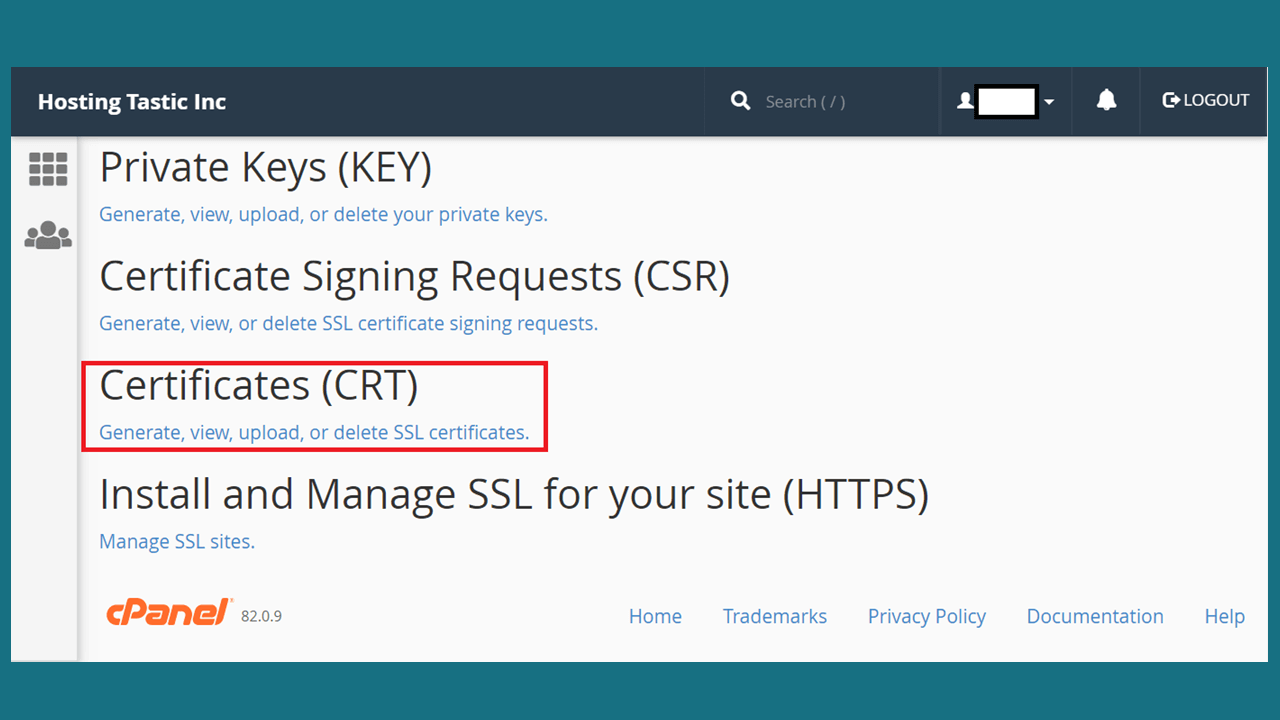 Hosting Tastic Inc
Search ( / )
LOGOUT
Private Keys (KEY)
Generate, view, upload, or delete your private keys.
Certificate Signing Requests (CSR)
Generate, view, or delete SSL certificate signing requests.
Certificates (CRT)
Generate, view, upload, or delete SSL certificates.
Install and Manage SSL for your site (HTTPS)
Manage SSL sites.
cPanel® 82.0.9
Home Trademarks Privacy Policy Documentation Help